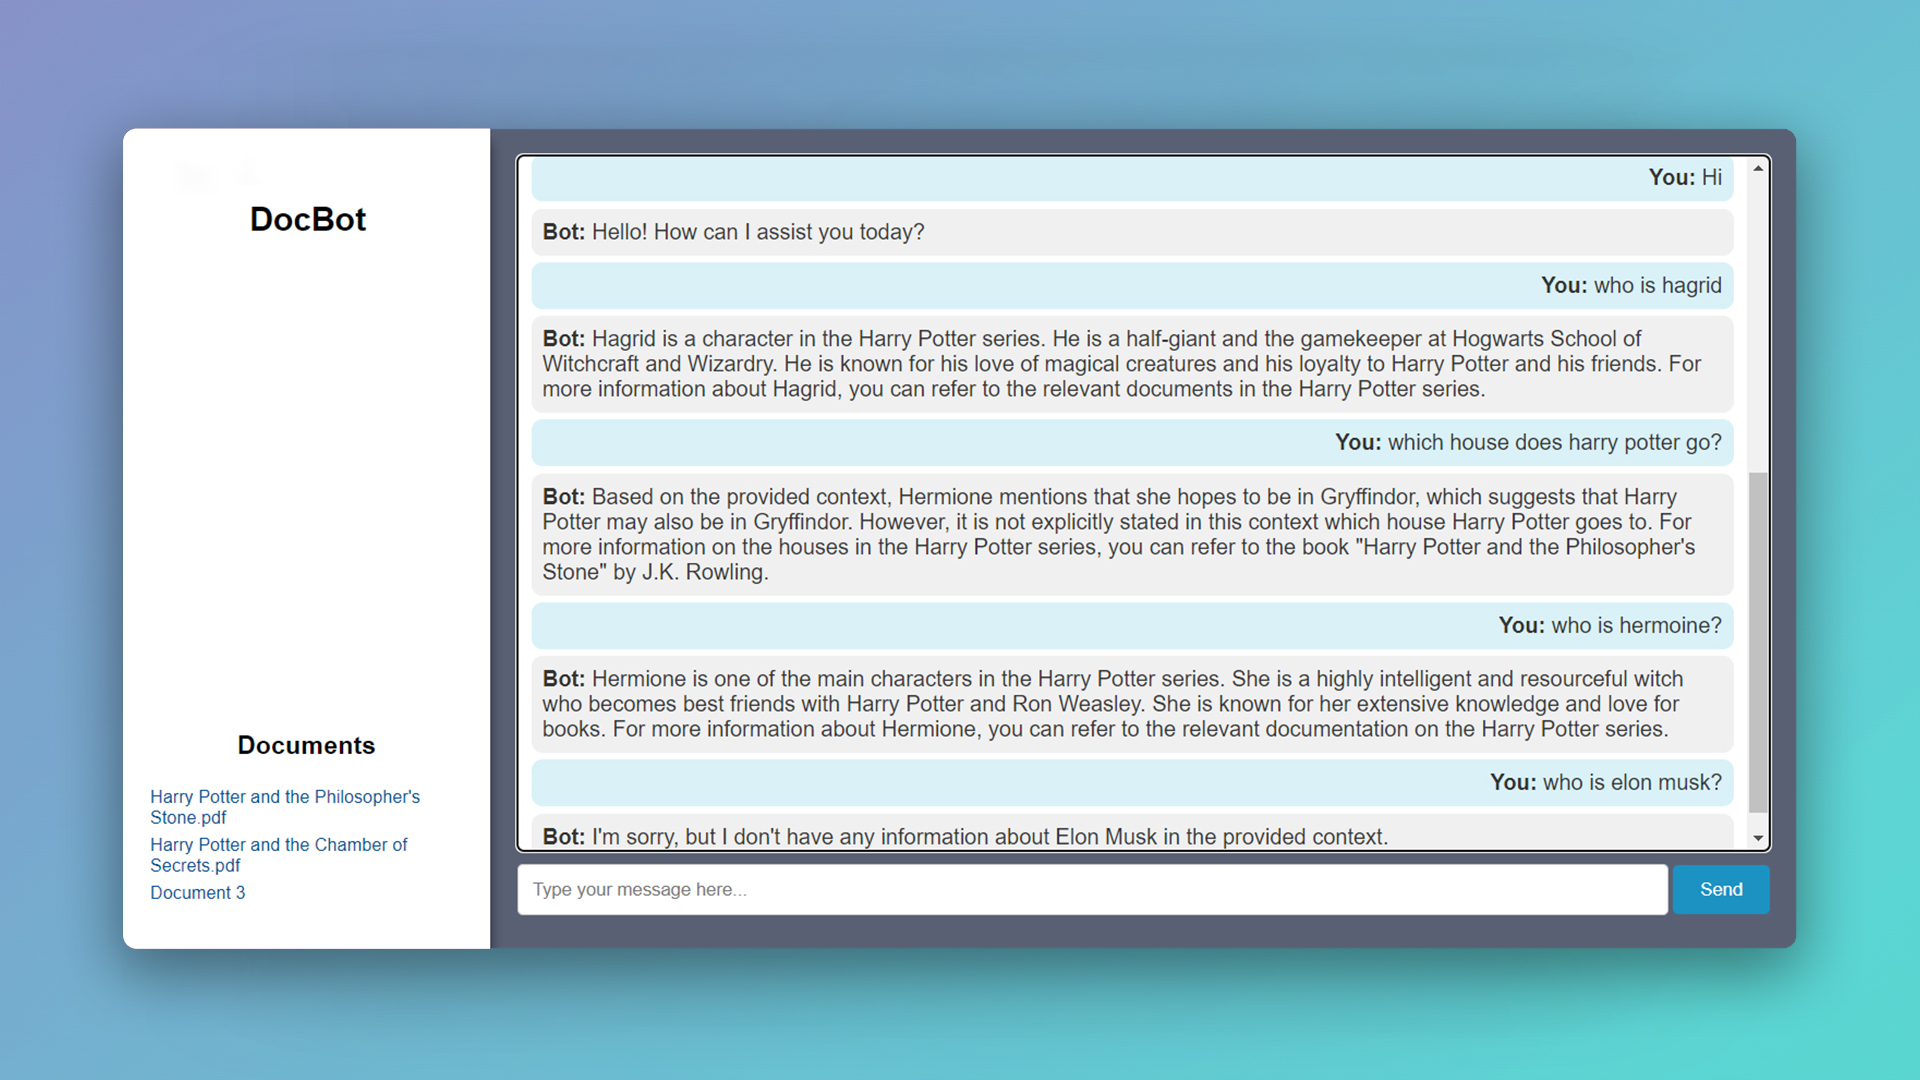 DocBot
Documents
Harry Potter and the Philosopher's
Stone.pdf
Harry Potter and the Chamber of
Secrets.pdf
Document 3
You: Hi
Bot: Hello! How can I assist you today?
You: who is hagrid
Bot: Hagrid is a character in the Harry Potter series. He is a half-giant and the gamekeeper at Hogwarts School of
Witchcraft and Wizardry. He is known for his love of magical creatures and his loyalty to Harry Potter and his friends. For
more information about Hagrid, you can refer to the relevant documents in the Harry Potter series.
You: which house does harry potter go?
Bot: Based on the provided context, Hermione mentions that she hopes to be in Gryffindor, which suggests that Harry
Potter may also be in Gryffindor. However, it is not explicitly stated in this context which house Harry Potter goes to. For
more information on the houses in the Harry Potter series, you can refer to the book "Harry Potter and the Philosopher's
Stone" by J.K. Rowling.
You: who is hermoine?
Bot: Hermione is one of the main characters in the Harry Potter series. She is a highly intelligent and resourceful witch
who becomes best friends with Harry Potter and Ron Weasley. She is known for her extensive knowledge and love for
books. For more information about Hermione, you can refer to the relevant documentation on the Harry Potter series.
You: who is elon musk?
Bot: I'm sorry, but I don't have any information about Elon Musk in the provided context.
Type your message here...
Send